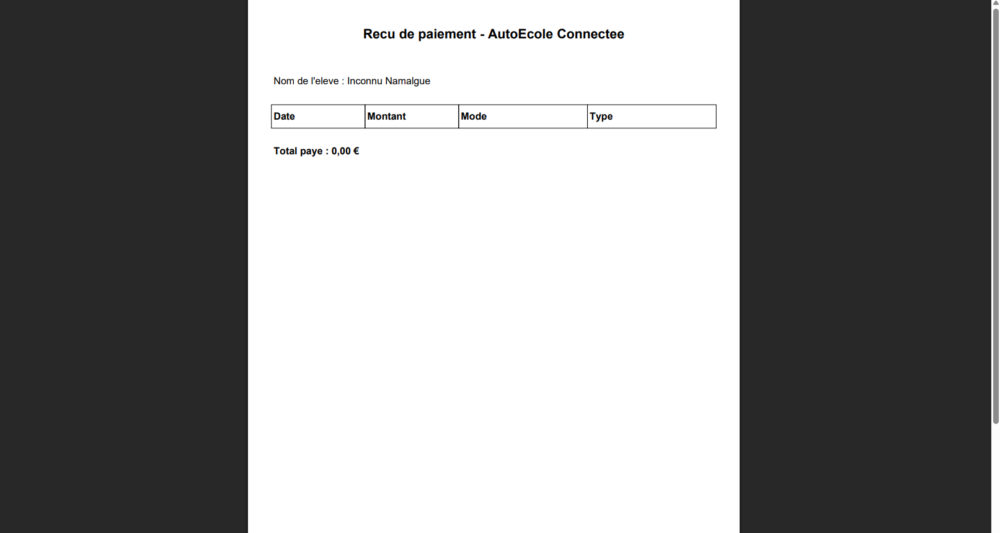 Recu de paiement - AutoEcole Connectee
Nom de l'eleve : Inconnu Namalgue
Date Montant Mode Type
Total paye : 0,00 €